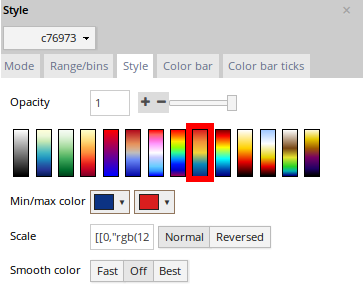 Style ×
c76973
Mode Range/bins Style Color bar Color bar ticks
Opacity 1 + −
Min/max color
Scale [[0,"rgb(12 Normal Reversed
Smooth color Fast Off Best